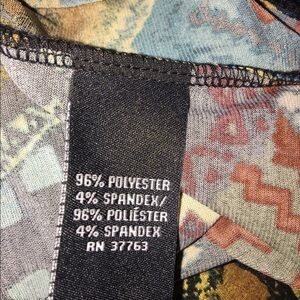 96% POLYESTER
4% SPANDEX/
96% POLIÉSTER
4% SPANDEX
RN 37763